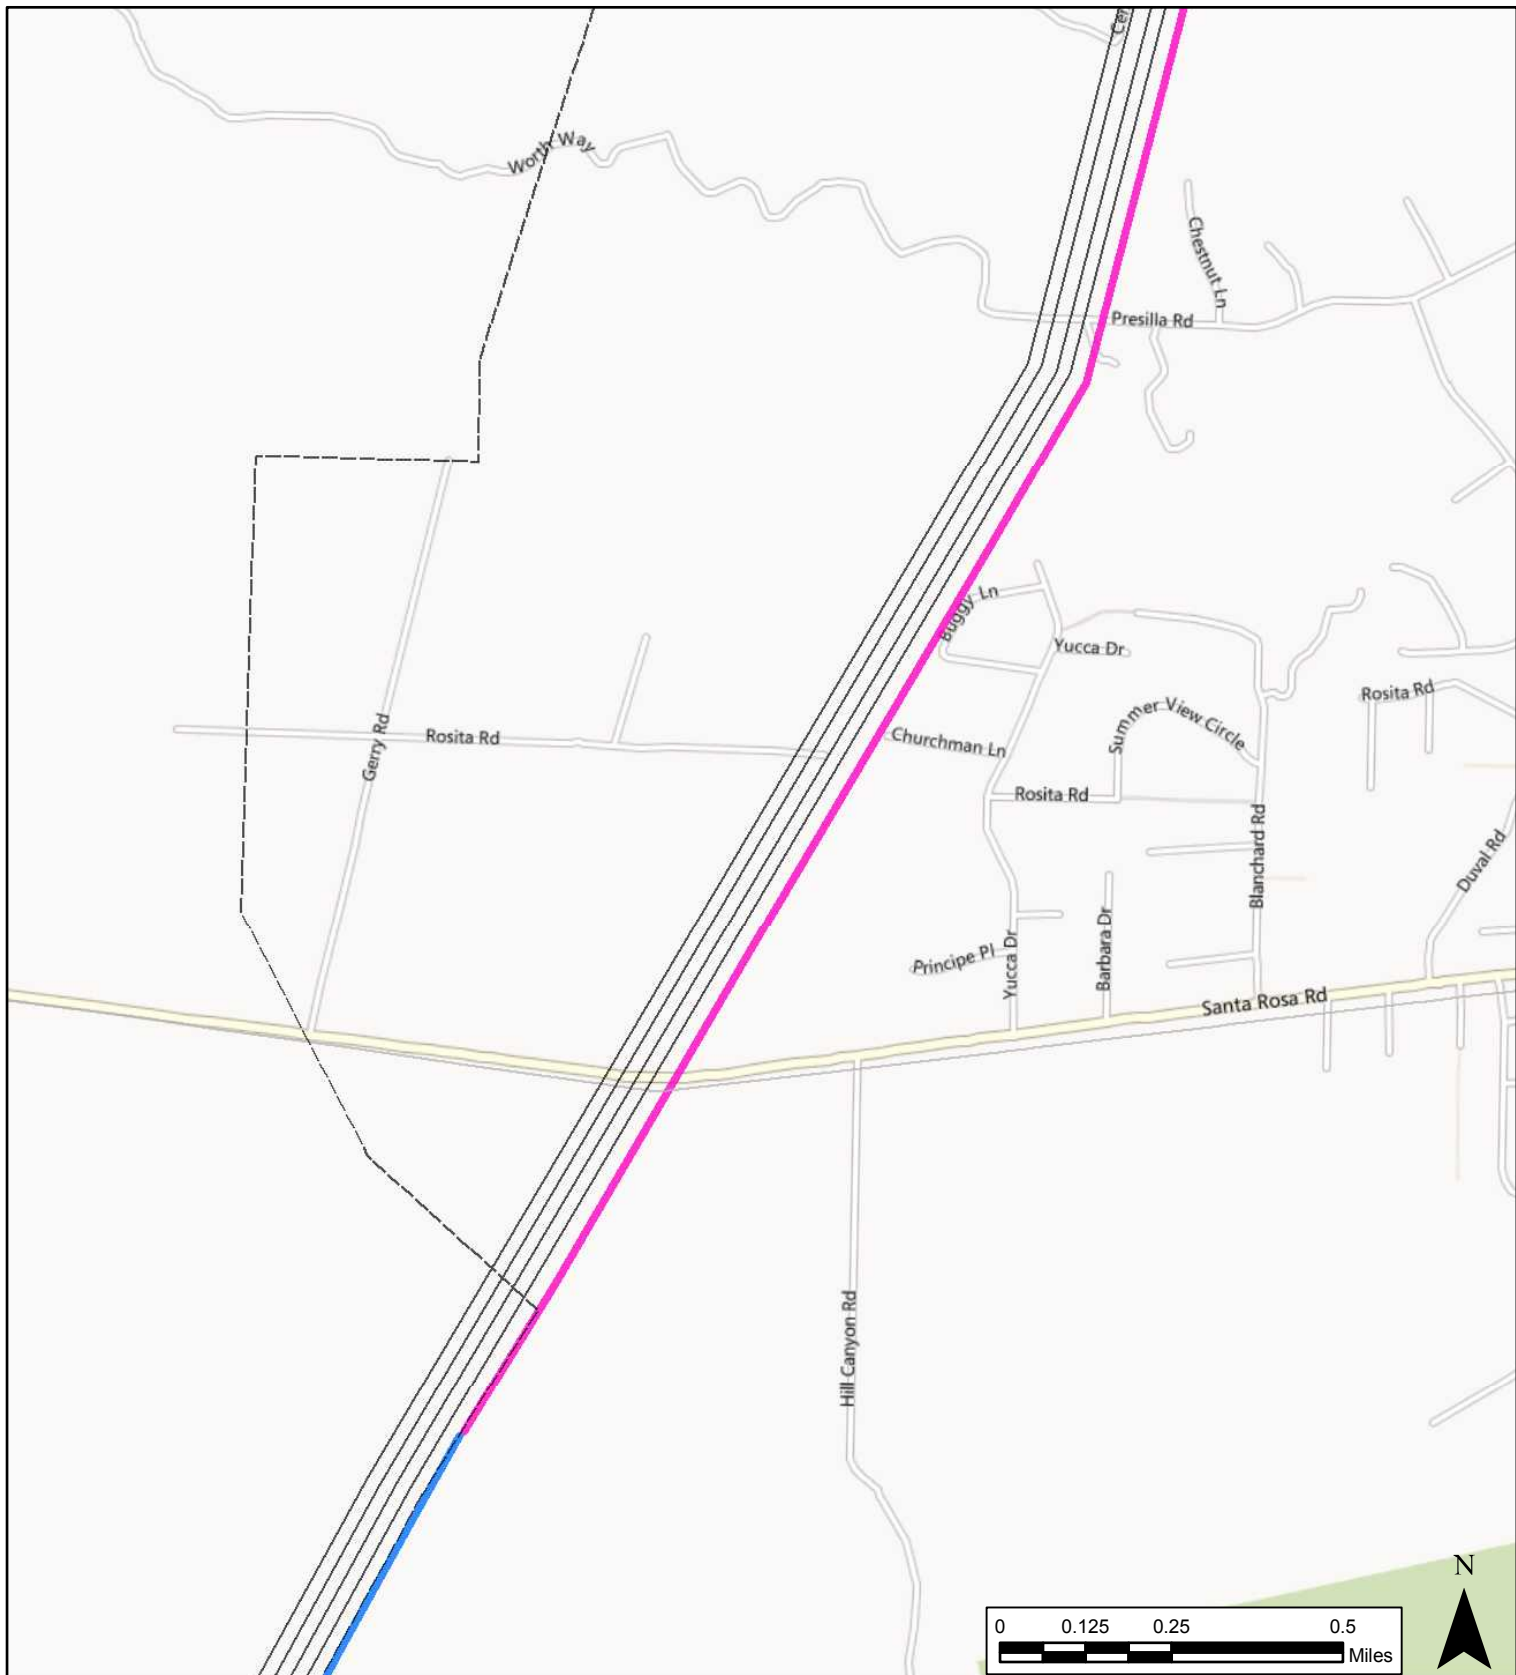 Worth Way
Chestnut Ln
Presilla Rd
Buggy Ln
Yucca Dr
Rosita Rd
Summer View Circle
Gerry Rd
Rosita Rd
Churchman Ln
Rosita Rd
Blanchard Rd
Duval Rd
Principe Pl
Yucca Dr
Barbara Dr
Santa Rosa Rd
Hill Canyon Rd
N
0 0.125 0.25 0.5
Miles